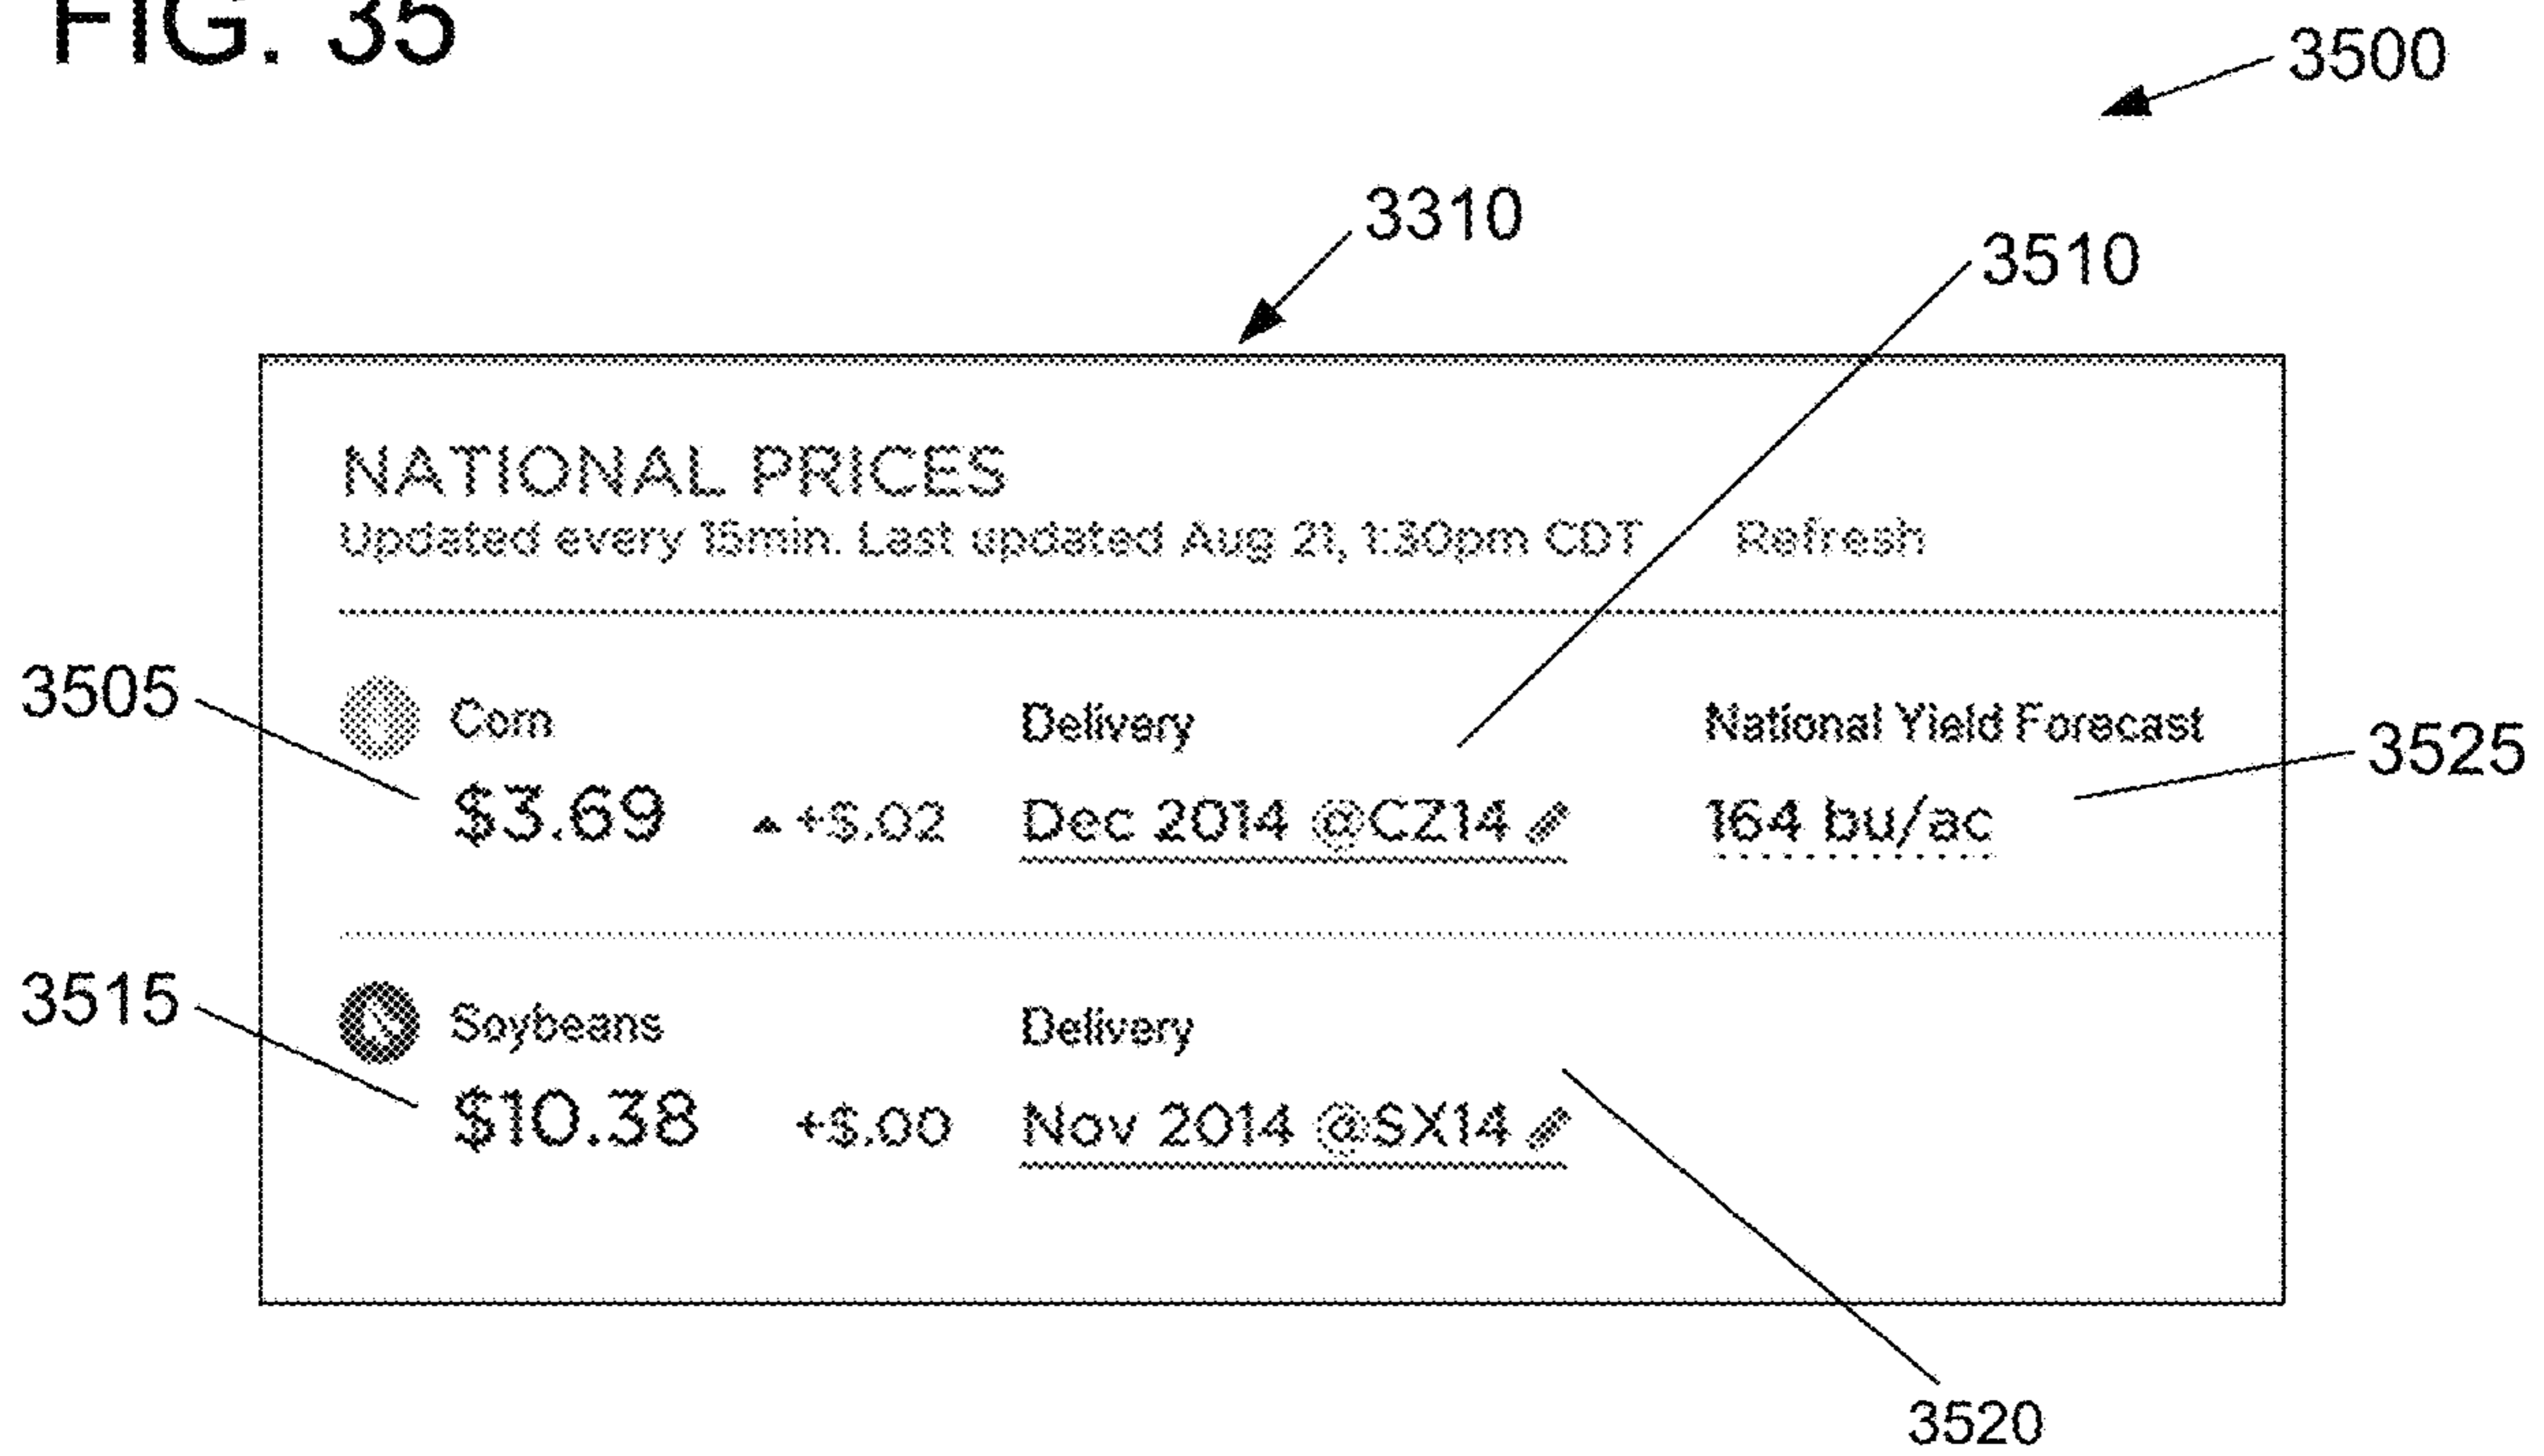 FIG. 35
3500
3310
3510
NATIONAL PRICES
Updated every 15min. Last updated Aug 21, 1:30pm CDT Refresh
3505
Corn Delivery National Yield Forecast
3525
$3.69 ▲ +$.02 Dec 2014 @CZ14 164 bu/ac
3515
Soybeans Delivery
$10.38 +$.00 Nov 2014 @SX14
3520